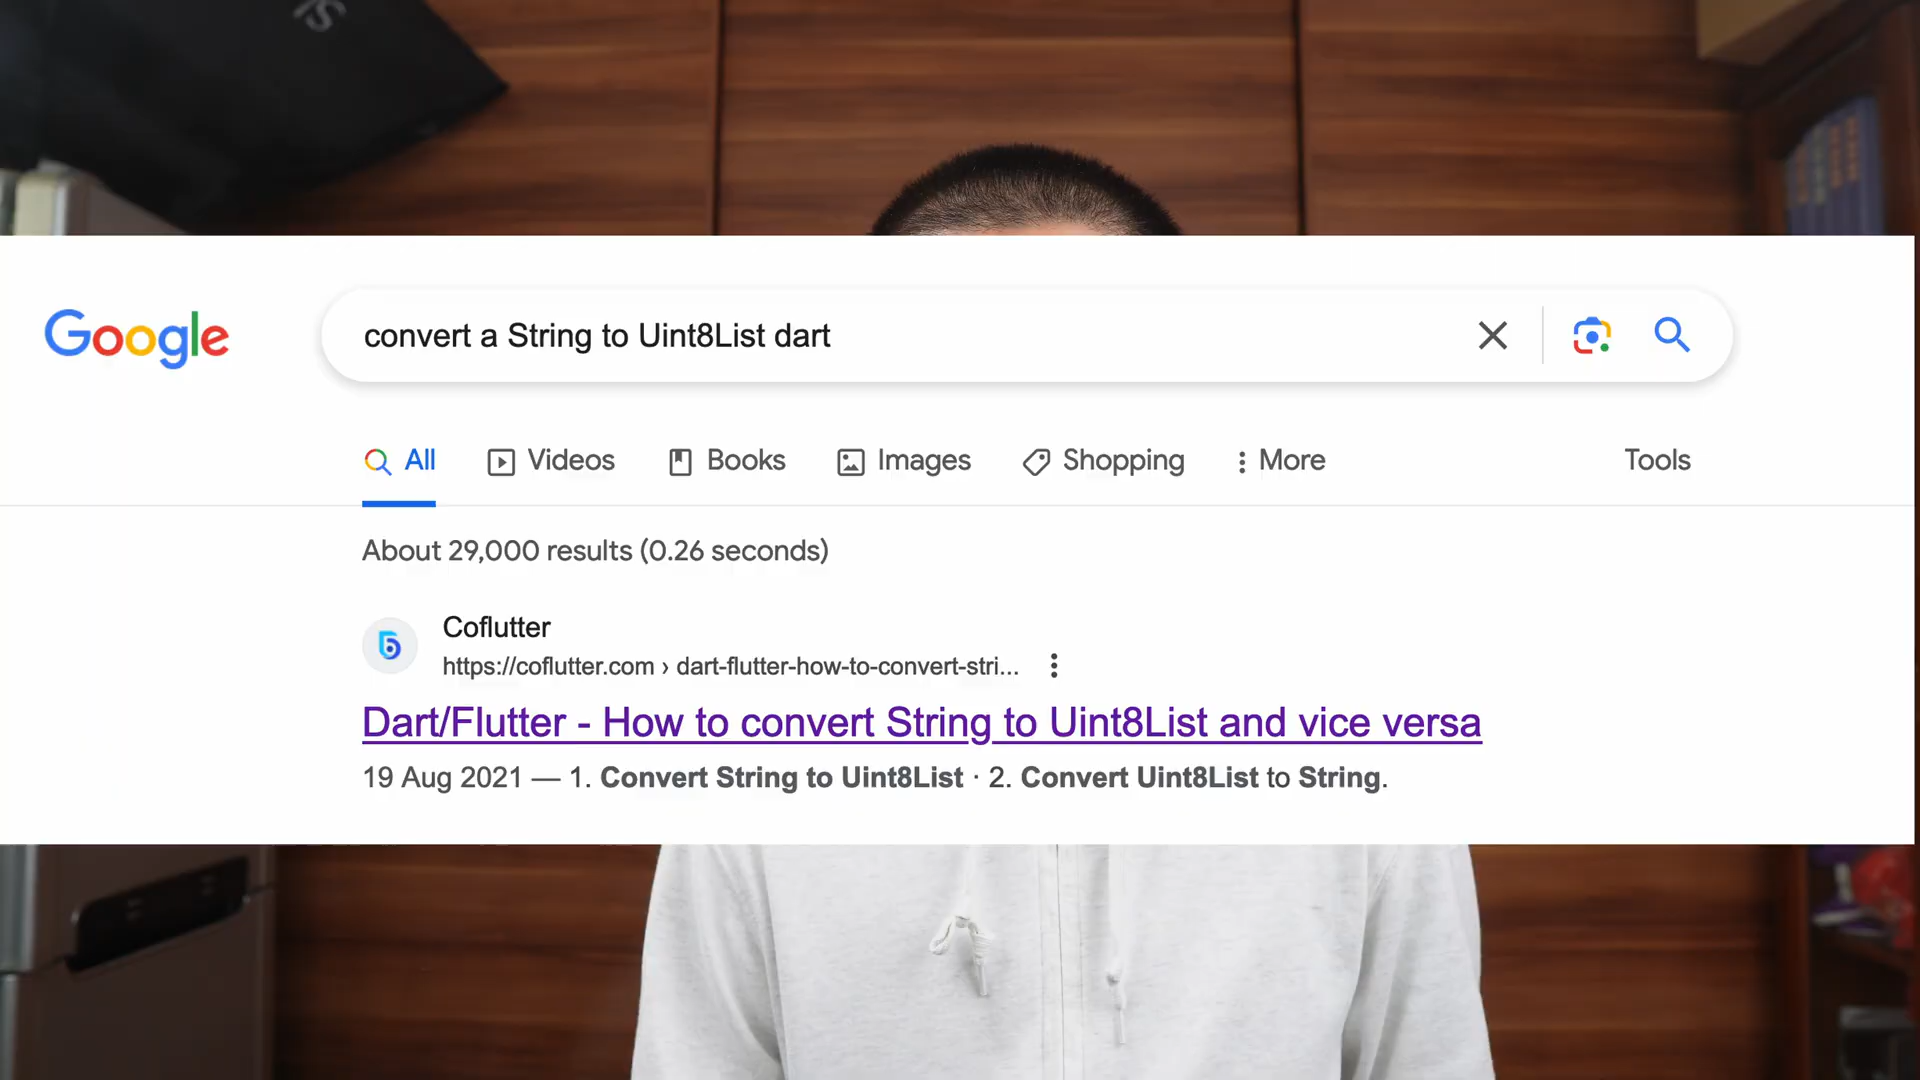 Google
convert a String to Uint8List dart
All Videos Books Images Shopping More Tools
About 29,000 results (0.26 seconds)
Coflutter
https://coflutter.com › dart-flutter-how-to-convert-stri...
Dart/Flutter - How to convert String to Uint8List and vice versa
19 Aug 2021 — 1. Convert String to Uint8List · 2. Convert Uint8List to String.